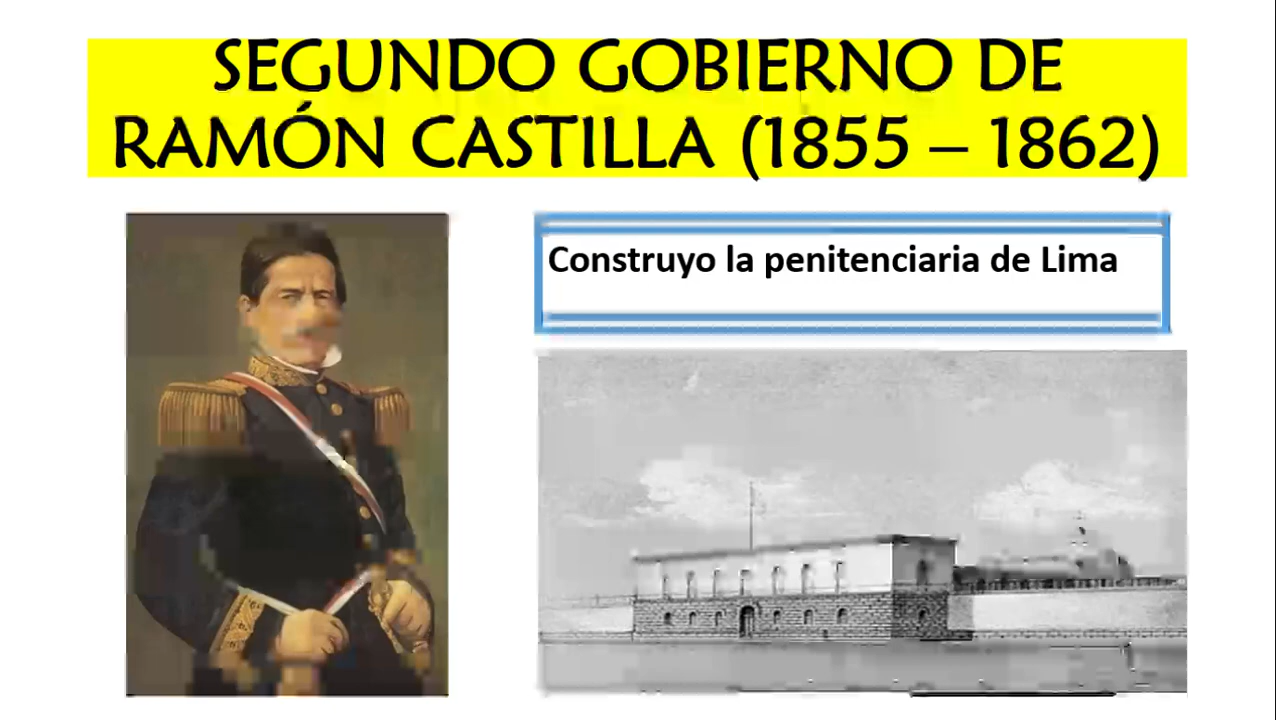 SEGUNDO GOBIERNO DE
RAMÓN CASTILLA (1855 – 1862)
Construyo la penitenciaria de Lima